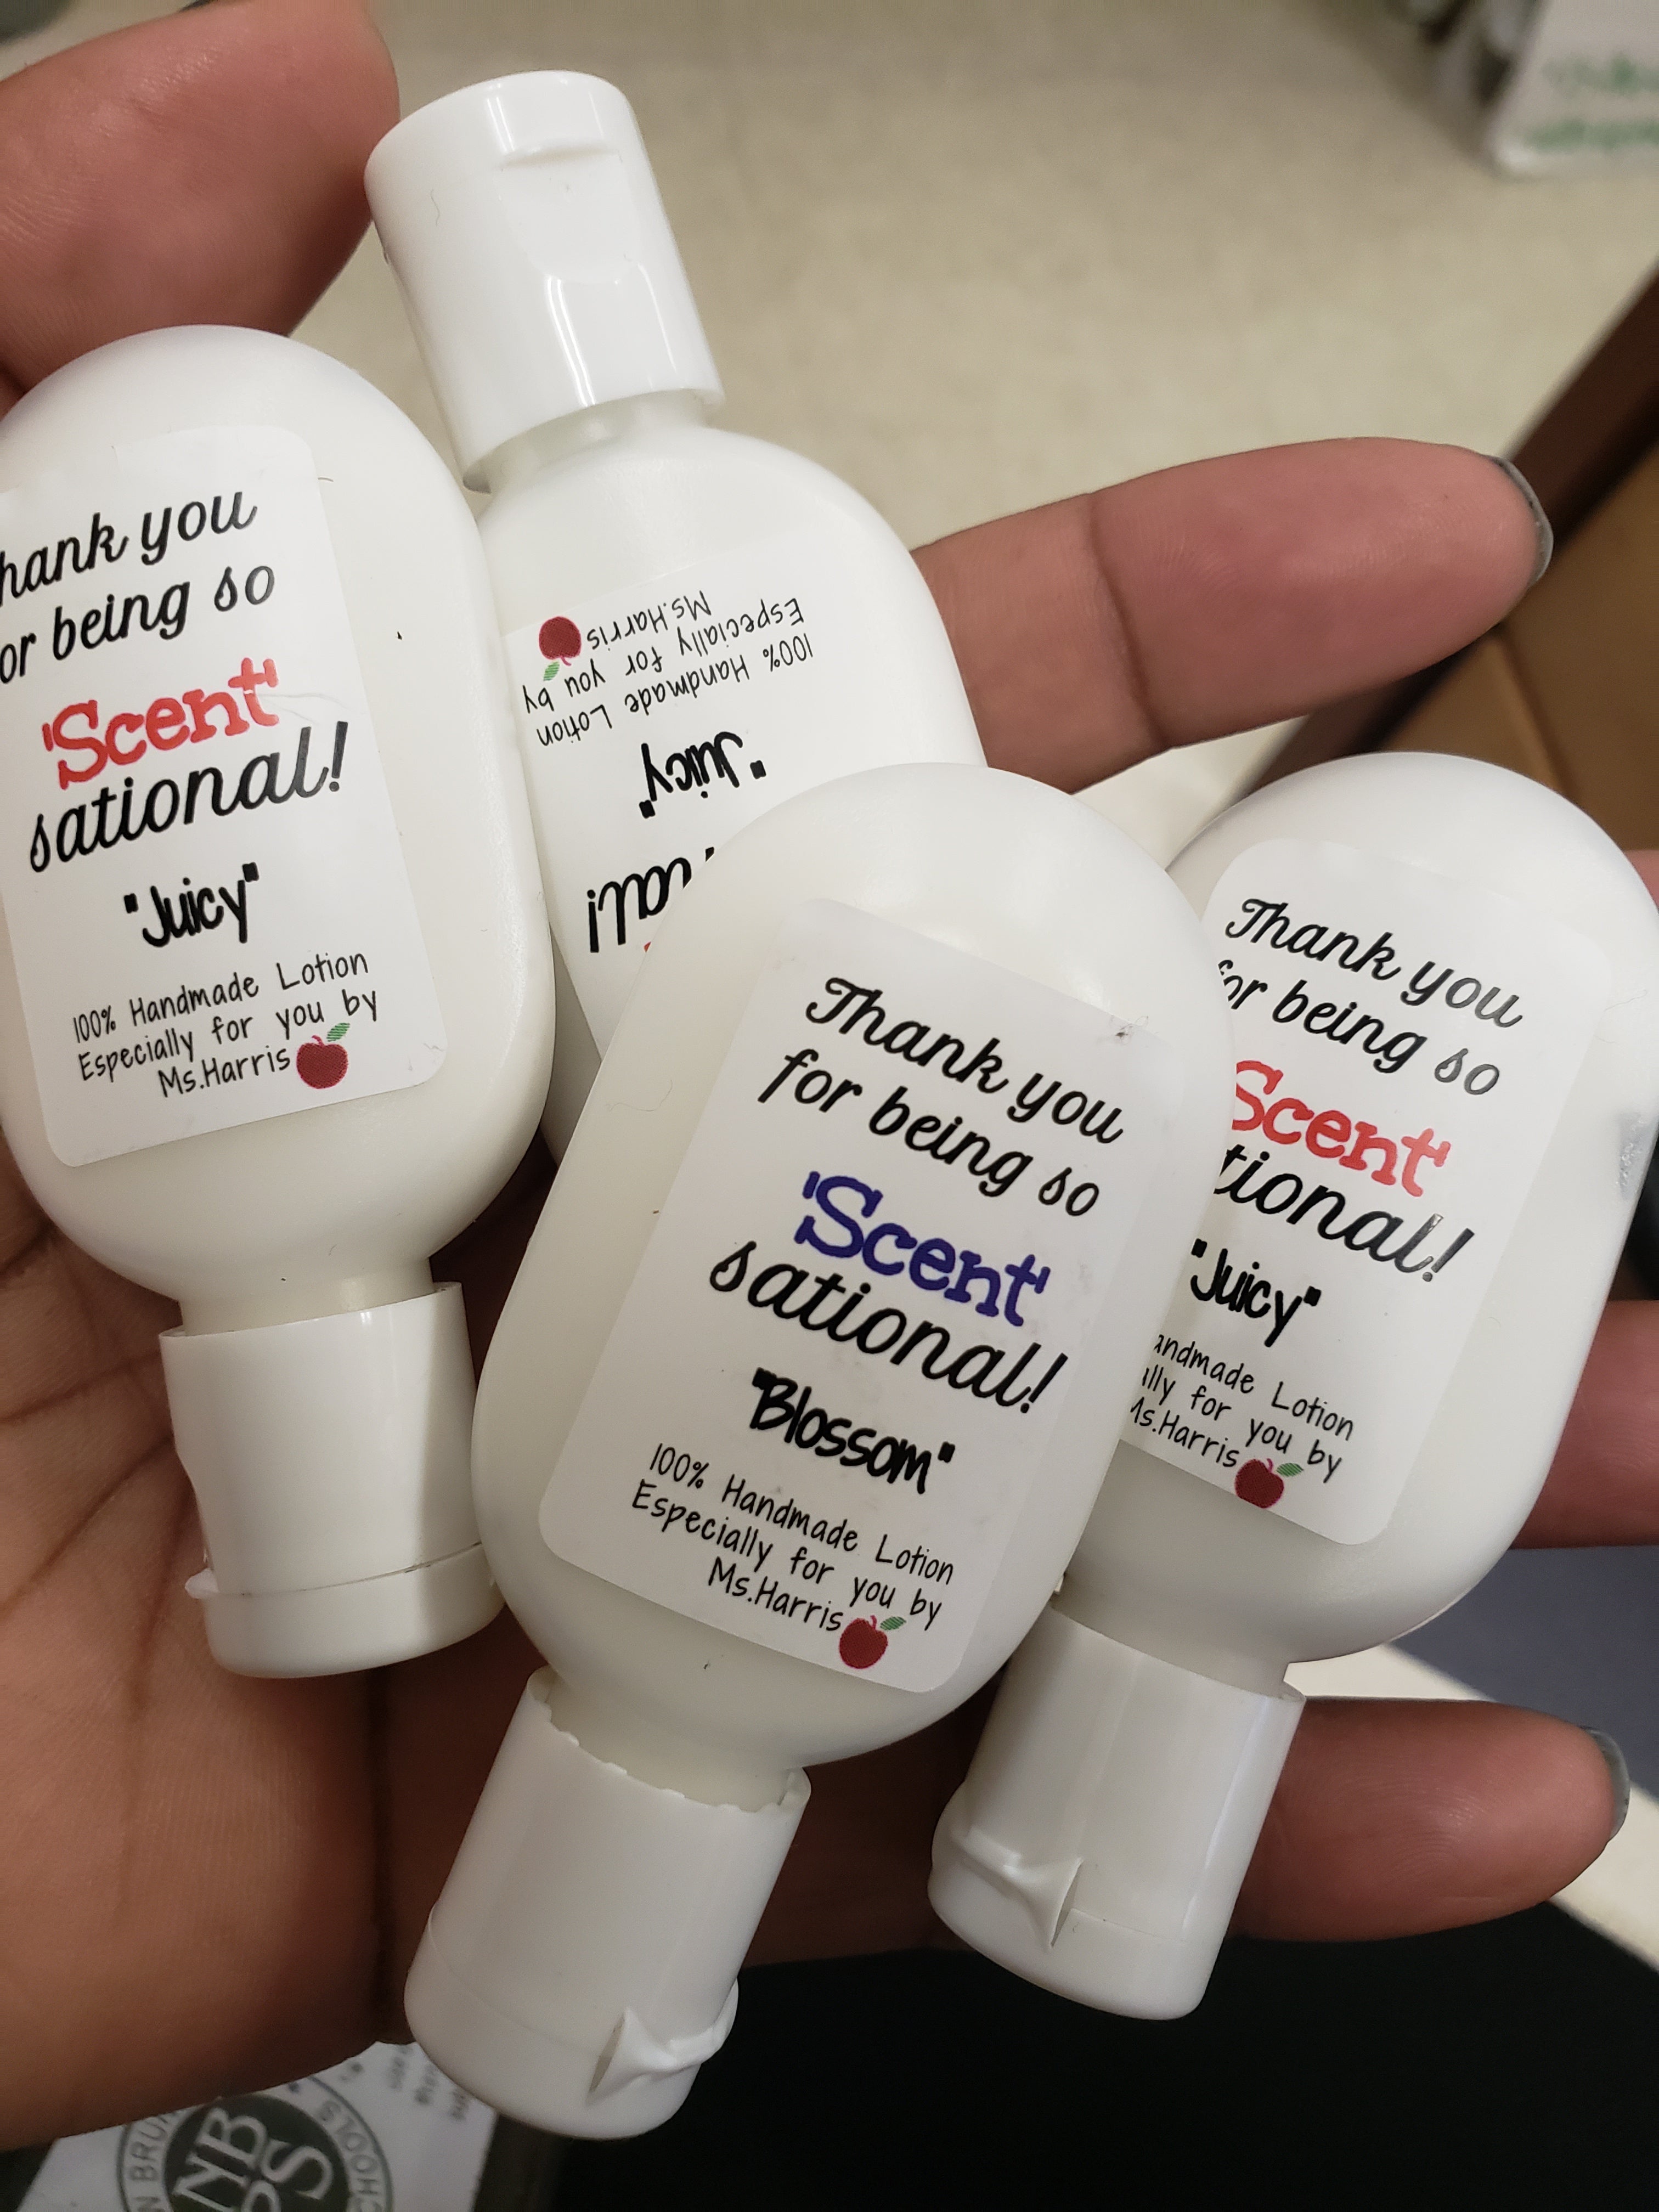 hank you
or being so
'Scent'
sational!
"Juicy"
100% Handmade Lotion
Especially for you by
Ms.Harris
100% Handmade Lotion
Especially for you by
Ms.Harris
"Juicy"
Thank you
for being so
'Scent'
sational!
"Blossom"
100% Handmade Lotion
Especially for you by
Ms.Harris
Thank you
for being so
Scent'
tional!
"Juicy"
andmade Lotion
ally for you by
Ms.Harris
NB
PS